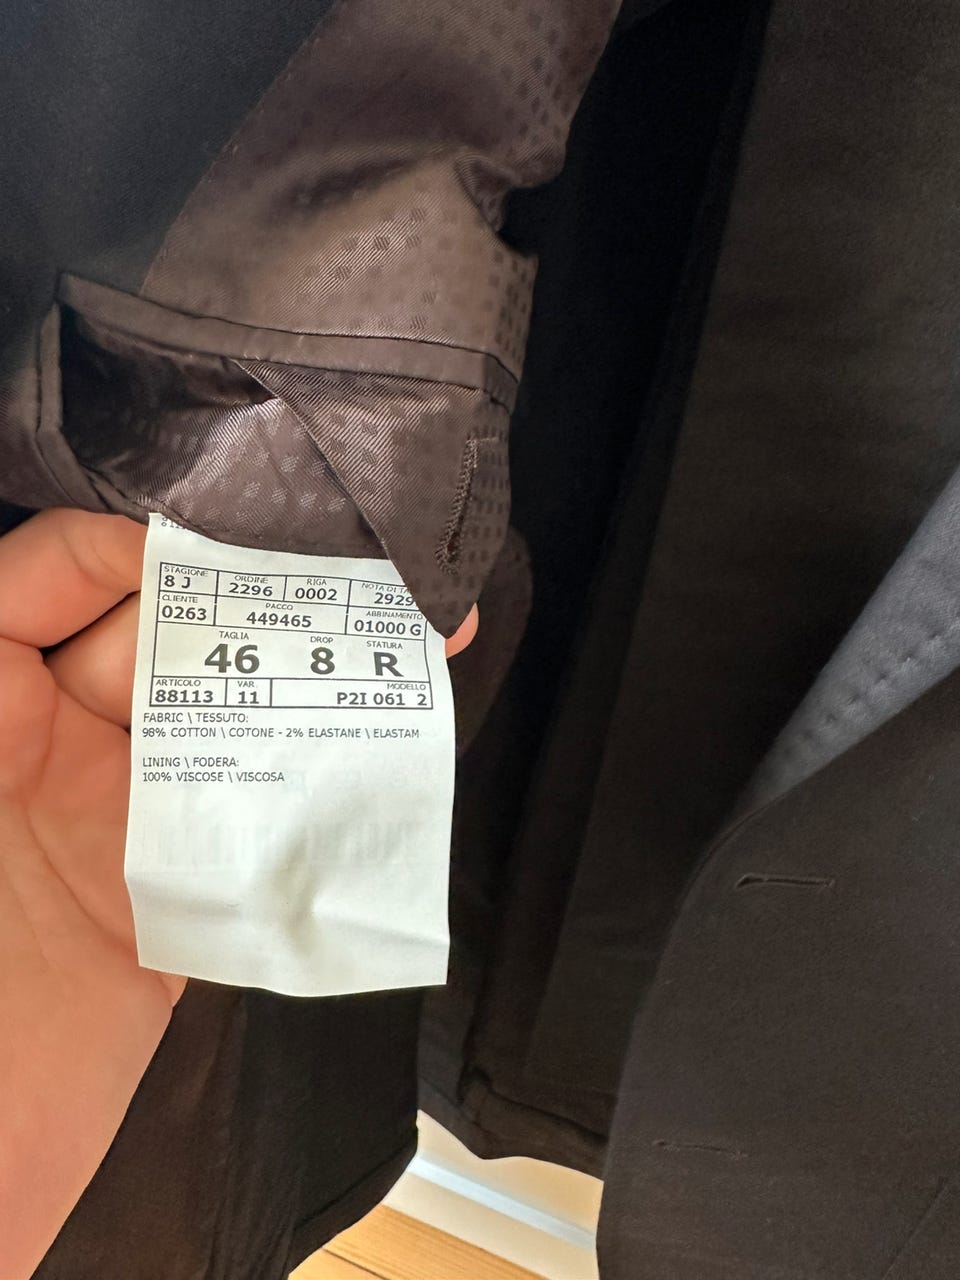 STAGIONE ORDINE RIGA
8 J 2296 0002 2929
CLIENTE PACCO ABBINAMENTO
0263 449465 01000 G
TAGLIA DROP STATURA
46 8 R
ARTICOLO VAR. MODELLO
88113 11 P2I 061 2
FABRIC \ TESSUTO:
98% COTTON \ COTONE - 2% ELASTANE \ ELASTAM
LINING \ FODERA:
100% VISCOSE \ VISCOSA